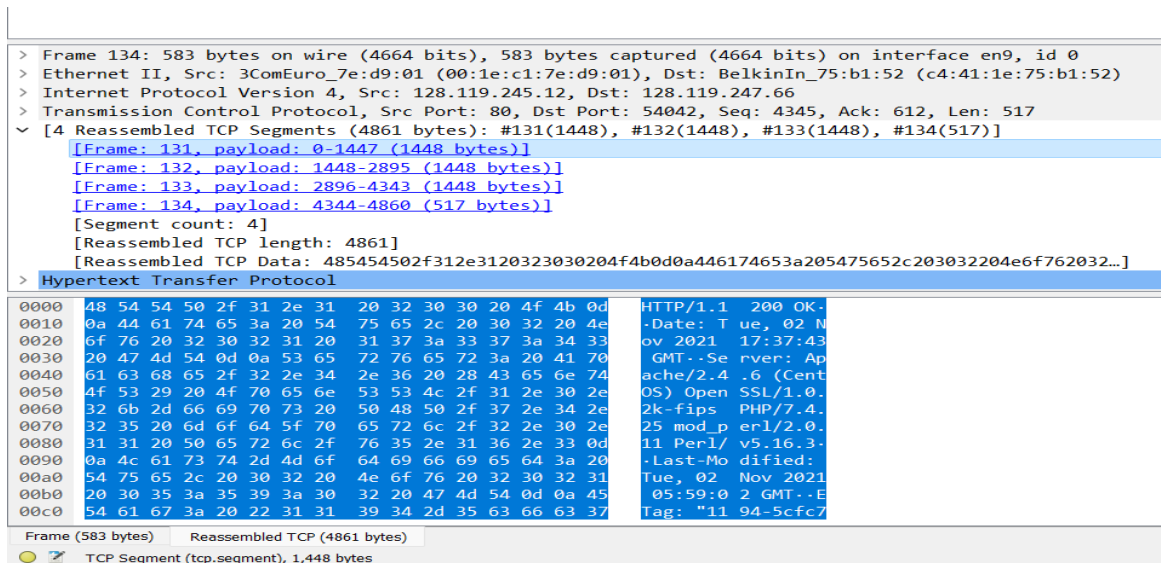 > Frame 134: 583 bytes on wire (4664 bits), 583 bytes captured (4664 bits) on interface en9, id 0
> Ethernet II, Src: 3ComEuro_7e:d9:01 (00:1e:c1:7e:d9:01), Dst: BelkinIn_75:b1:52 (c4:41:1e:75:b1:52)
> Internet Protocol Version 4, Src: 128.119.245.12, Dst: 128.119.247.66
> Transmission Control Protocol, Src Port: 80, Dst Port: 54042, Seq: 4345, Ack: 612, Len: 517
[4 Reassembled TCP Segments (4861 bytes): #131(1448), #132(1448), #133(1448), #134(517)]
[Frame: 131, payload: 0-1447 (1448 bytes)]
[Frame: 132, payload: 1448-2895 (1448 bytes)]
[Frame: 133, payload: 2896-4343 (1448 bytes)]
[Frame: 134, payload: 4344-4860 (517 bytes)]
[Segment count: 4]
[Reassembled TCP length: 4861]
[Reassembled TCP Data: 485454502f312e3120323030204f4b0d0a446174653a205475652c203032204e6f762032…]
> Hypertext Transfer Protocol
0000 48 54 54 50 2f 31 2e 31 20 32 30 30 20 4f 4b 0d HTTP/1.1 200 OK·
0010 0a 44 61 74 65 3a 20 54 75 65 2c 20 30 32 20 4e ·Date: T ue, 02 N
0020 6f 76 20 32 30 32 31 20 31 37 3a 33 37 3a 34 33 ov 2021 17:37:43
0030 20 47 4d 54 0d 0a 53 65 72 76 65 72 3a 20 41 70 GMT··Se rver: Ap
0040 61 63 68 65 2f 32 2e 34 2e 36 20 28 43 65 6e 74 ache/2.4 .6 (Cent
0050 4f 53 29 20 4f 70 65 6e 53 53 4c 2f 31 2e 30 2e OS) Open SSL/1.0.
0060 32 6b 2d 66 69 70 73 20 50 48 50 2f 37 2e 34 2e 2k-fips PHP/7.4.
0070 32 35 20 6d 6f 64 5f 70 65 72 6c 2f 32 2e 30 2e 25 mod_p erl/2.0.
0080 31 31 20 50 65 72 6c 2f 76 35 2e 31 36 2e 33 0d 11 Perl/ v5.16.3·
0090 0a 4c 61 73 74 2d 4d 6f 64 69 66 69 65 64 3a 20 ·Last-Mo dified:
00a0 54 75 65 2c 20 30 32 20 4e 6f 76 20 32 30 32 31 Tue, 02 Nov 2021
00b0 20 30 35 3a 35 39 3a 30 32 20 47 4d 54 0d 0a 45 05:59:0 2 GMT··E
00c0 54 61 67 3a 20 22 31 31 39 34 2d 35 63 66 63 37 Tag: "11 94-5cfc7
Frame (583 bytes) Reassembled TCP (4861 bytes)
TCP Segment (tcp.segment), 1,448 bytes